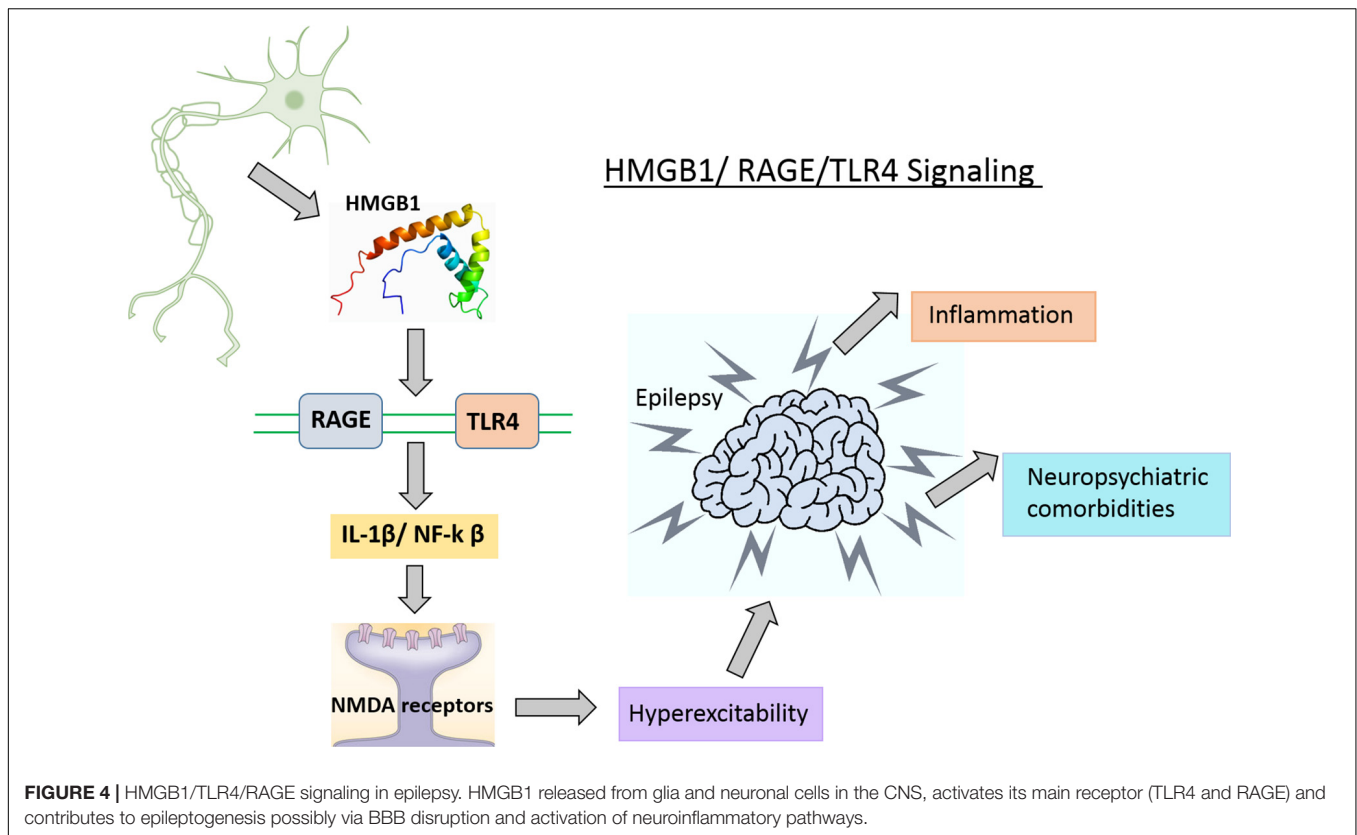 HMGB1/ RAGE/TLR4 Signaling
HMGB1
RAGE
TLR4
IL-1β/ NF-k β
NMDA receptors
Hyperexcitability
Epilepsy
Inflammation
Neuropsychiatric
comorbidities
FIGURE 4 | HMGB1/TLR4/RAGE signaling in epilepsy. HMGB1 released from glia and neuronal cells in the CNS, activates its main receptor (TLR4 and RAGE) and
contributes to epileptogenesis possibly via BBB disruption and activation of neuroinflammatory pathways.